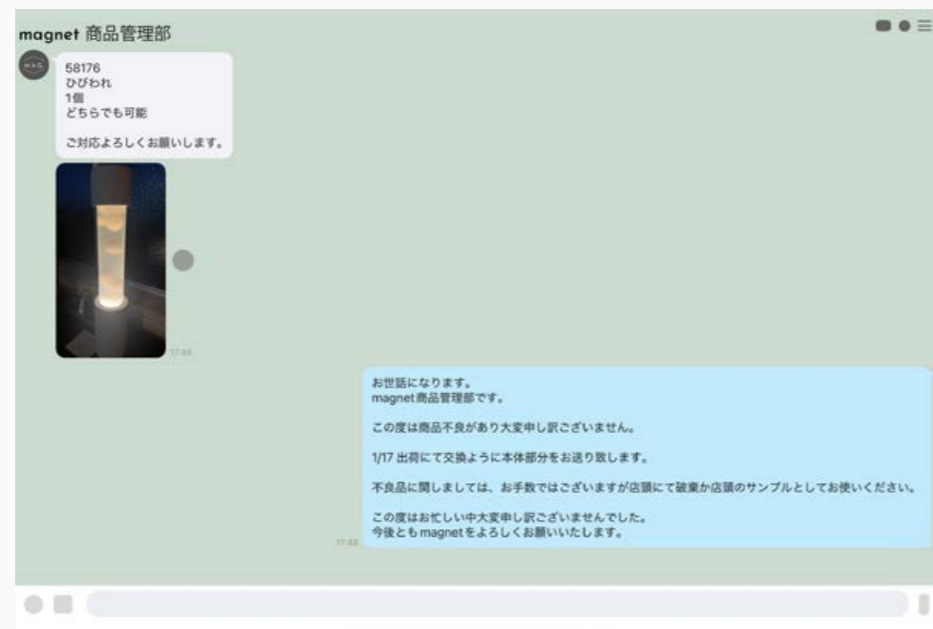 magnet 商品管理部
58176
ひびわれ
1個
どちらでも可能
ご対応よろしくお願いします。
17:48
お世話になります。
magnet商品管理部です。
この度は商品不良があり大変申し訳ございません。
1/17 出荷にて交換ように本体部分をお送り致します。
不良品に関しましては、お手数ではございますが店頭にて破棄か店頭のサンプルとしてお使いください。
この度はお忙しい中大変申し訳ございませんでした。
今後ともmagnetをよろしくお願いいたします。
17:48